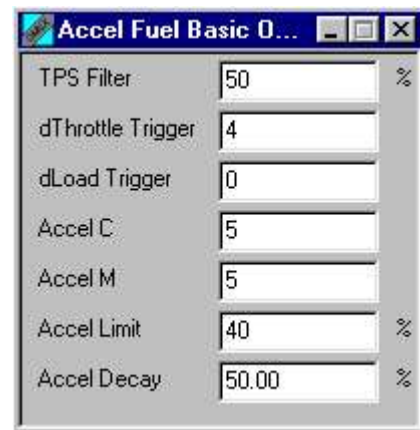 Accel Fuel Basic O...
TPS Filter 50 %
dThrottle Trigger 4
dLoad Trigger 0
Accel C 5
Accel M 5
Accel Limit 40 %
Accel Decay 50.00 %